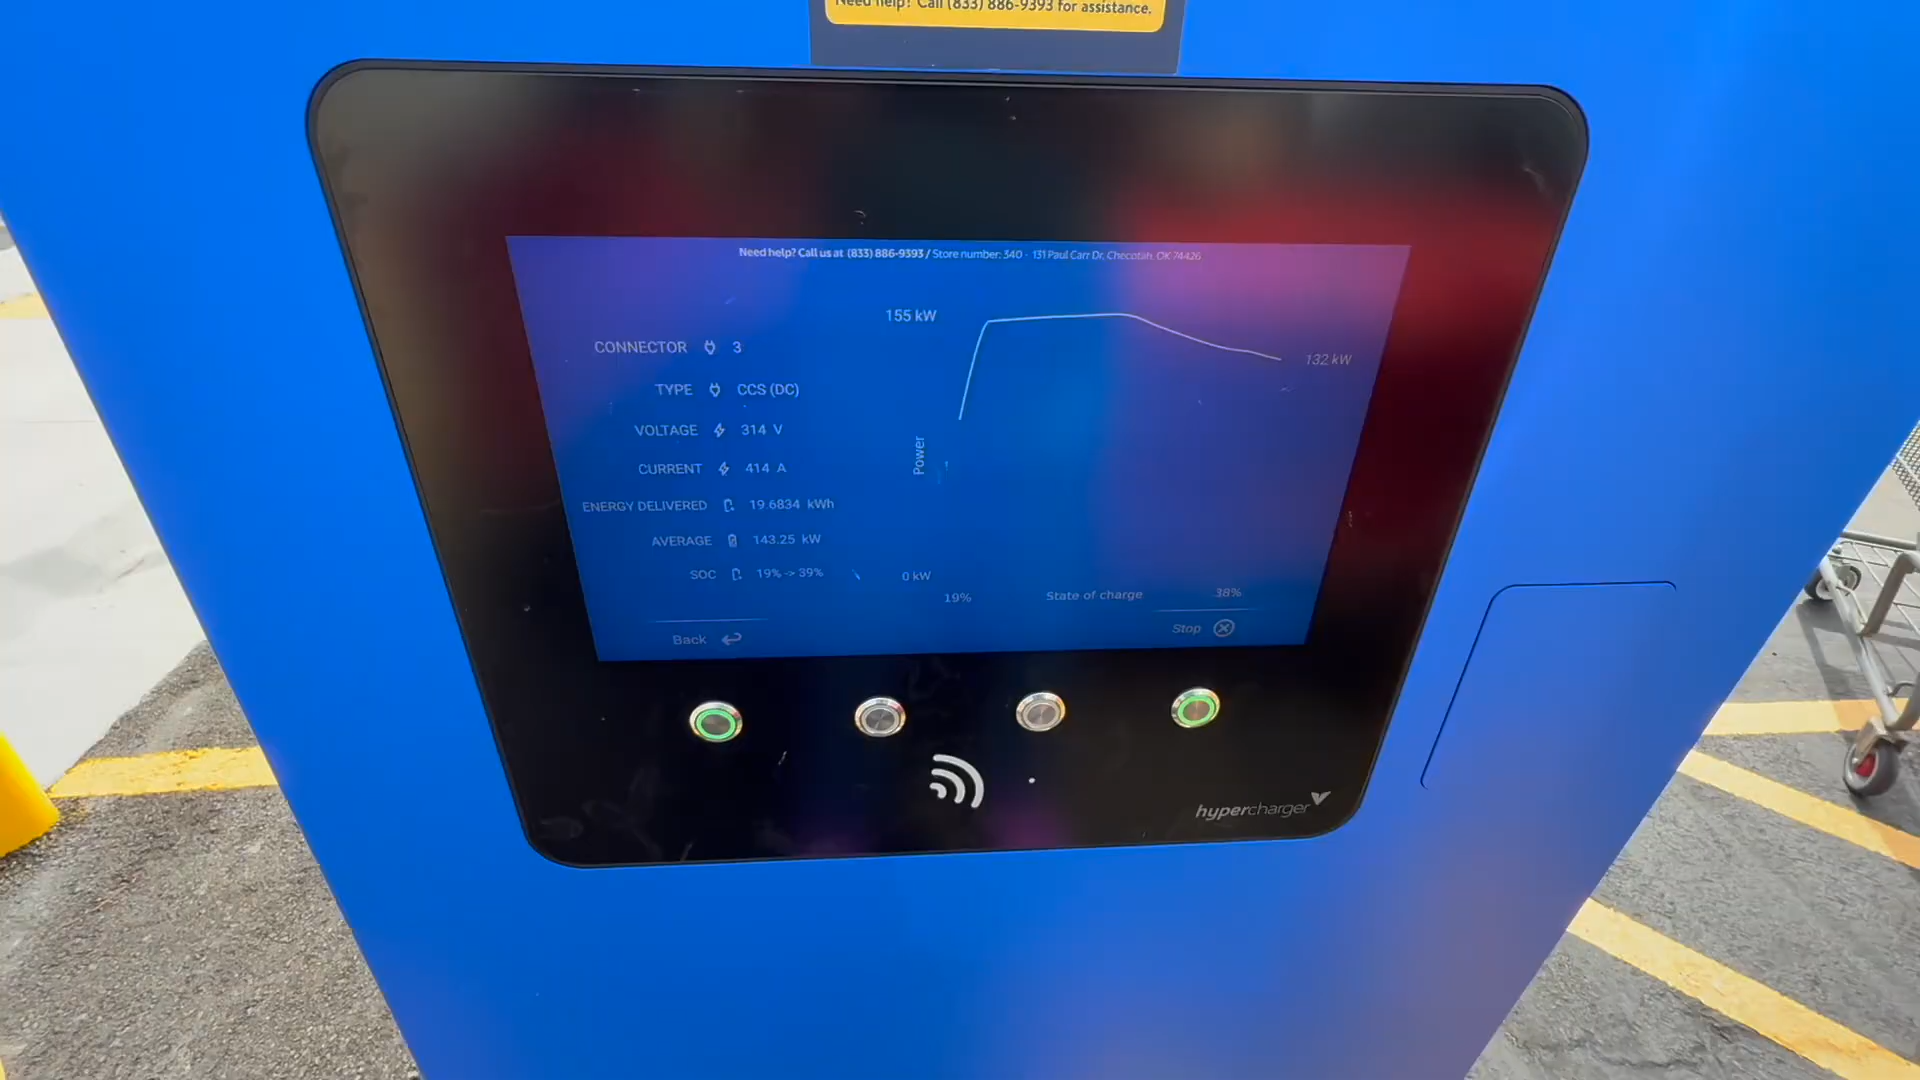 Need help? Call (833) 886-9393 for assistance.
Need help? Call us at (833) 886-9393 / Store number: 340 - 131 Paul Carr Dr, Checotah, OK 74426
CONNECTOR 3
TYPE CCS (DC)
VOLTAGE 314 V
CURRENT 414 A
ENERGY DELIVERED 19.6834 kWh
AVERAGE 143.25 kW
SOC 19% -> 39%
155 kW
132 kW
Power
0 kW
19%
State of charge
38%
Back
Stop
hypercharger